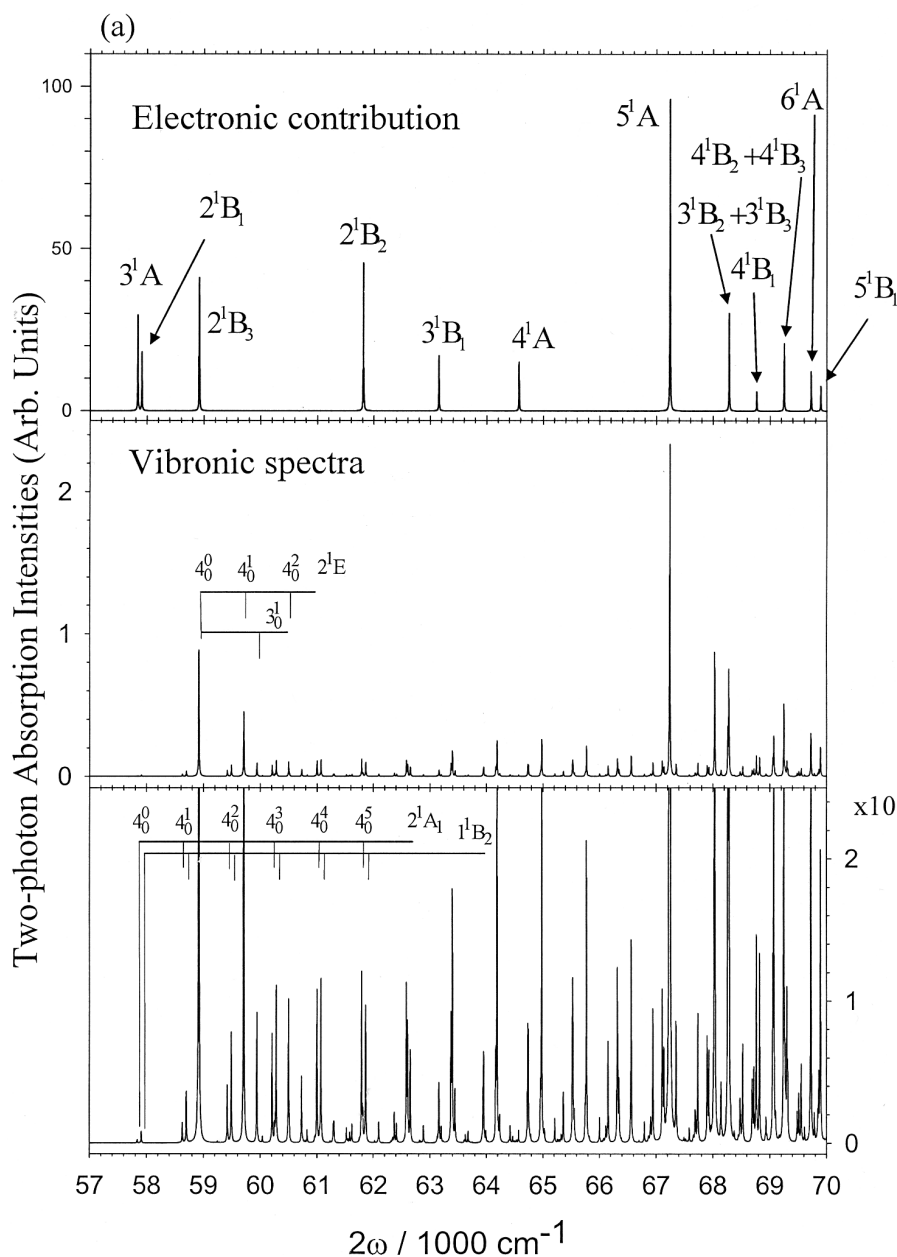 (a)
Two-photon Absorption Intensities (Arb. Units)
100
50
0
Electronic contribution
3¹A
2¹B₁
2¹B₃
2¹B₂
3¹B₁
4¹A
5¹A
4¹B₂+4¹B₃
3¹B₂+3¹B₃
4¹B₁
6¹A
5¹B₁
2
1
0
Vibronic spectra
4⁰₀ 4¹₀ 4²₀ 2¹E
3¹₀
4⁰₀ 4¹₀ 4²₀ 4³₀ 4⁴₀ 4⁵₀ 2¹A₁
1¹B₂
x10
2
1
0
57 58 59 60 61 62 63 64 65 66 67 68 69 70
2ω / 1000 cm⁻¹